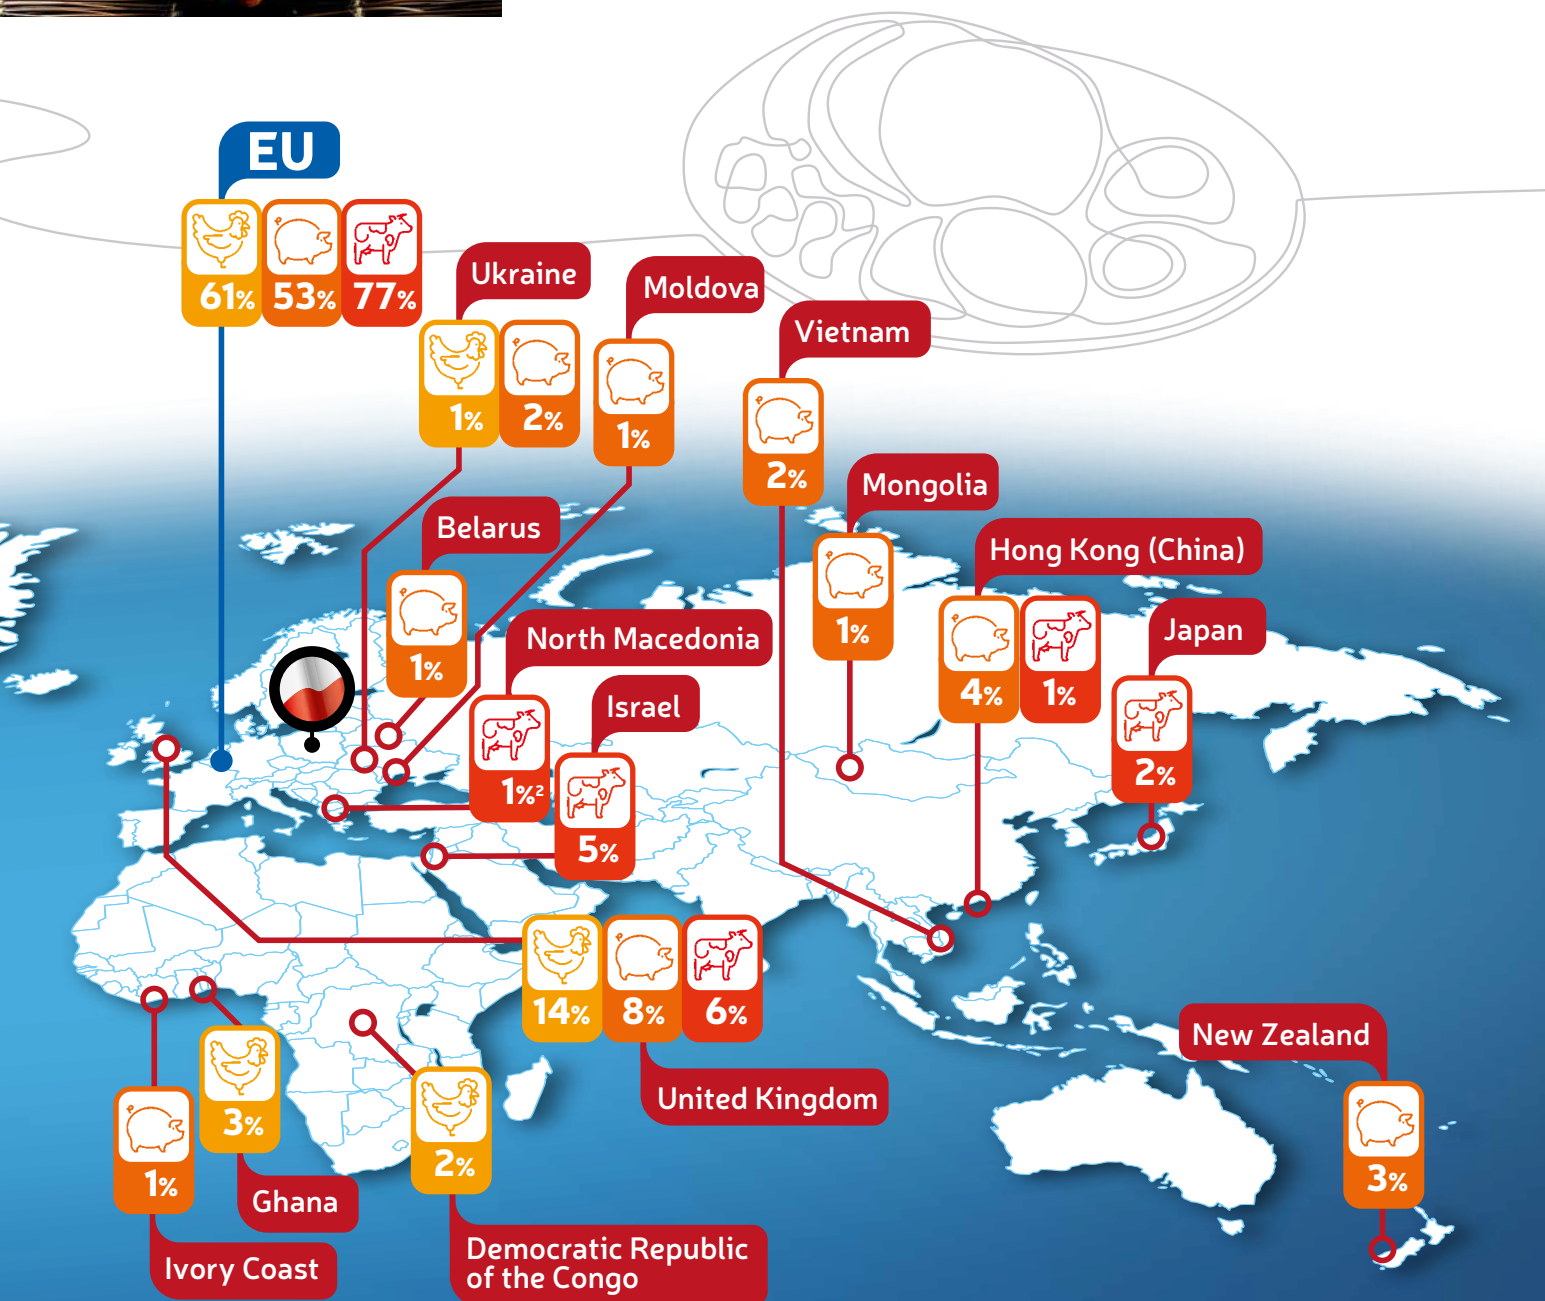 EU
61% 53% 77%
Ukraine
1% 2%
Moldova
1%
Vietnam
2%
Mongolia
1%
Belarus
1%
Hong Kong (China)
4% 1%
North Macedonia
1%²
Japan
2%
Israel
5%
14% 8% 6%
United Kingdom
New Zealand
3%
3%
Ghana
1%
Ivory Coast
2%
Democratic Republic
of the Congo